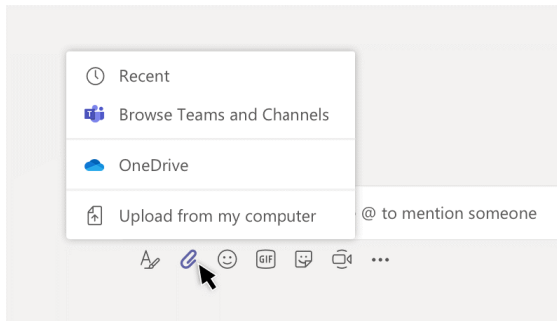 Recent
Browse Teams and Channels
OneDrive
Upload from my computer
@ to mention someone
GIF